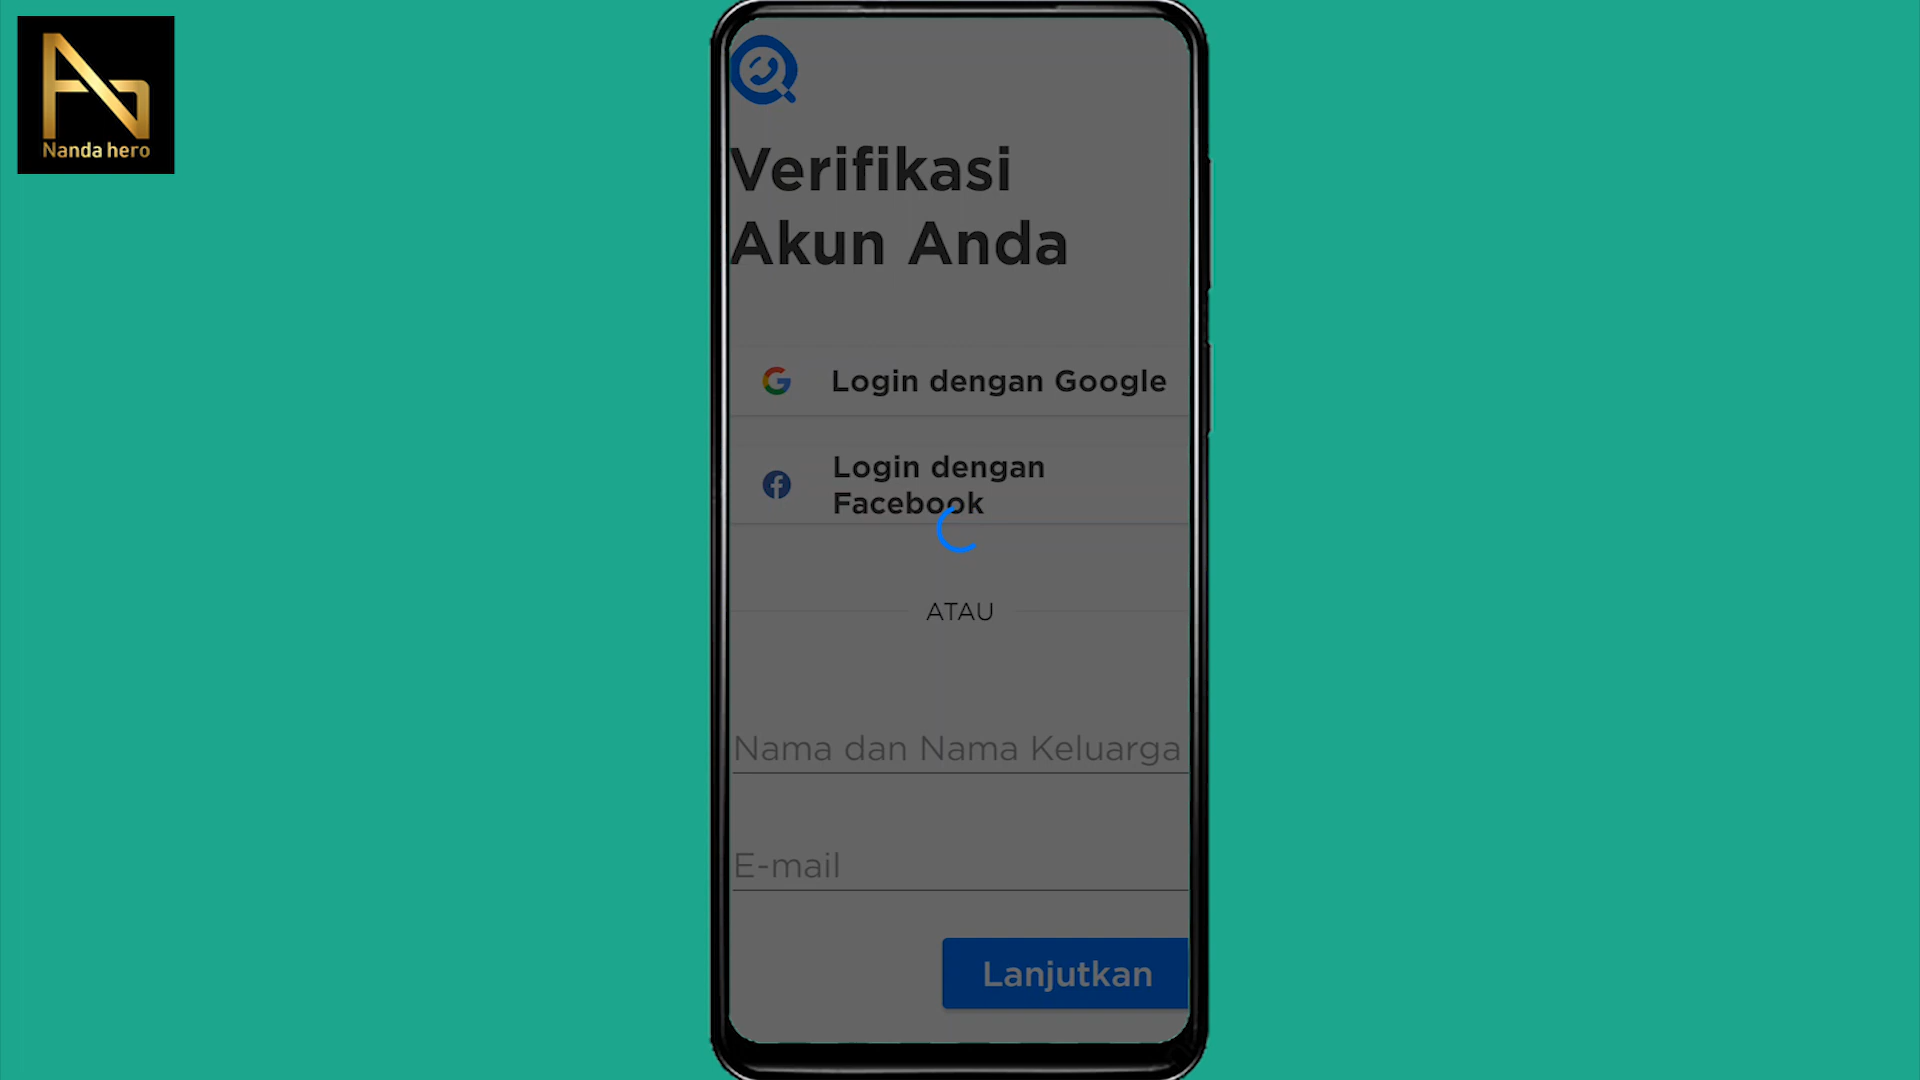 Nanda hero
Verifikasi
Akun Anda
Login dengan Google
Login dengan
Facebook
ATAU
Nama dan Nama Keluarga
E-mail
Lanjutkan